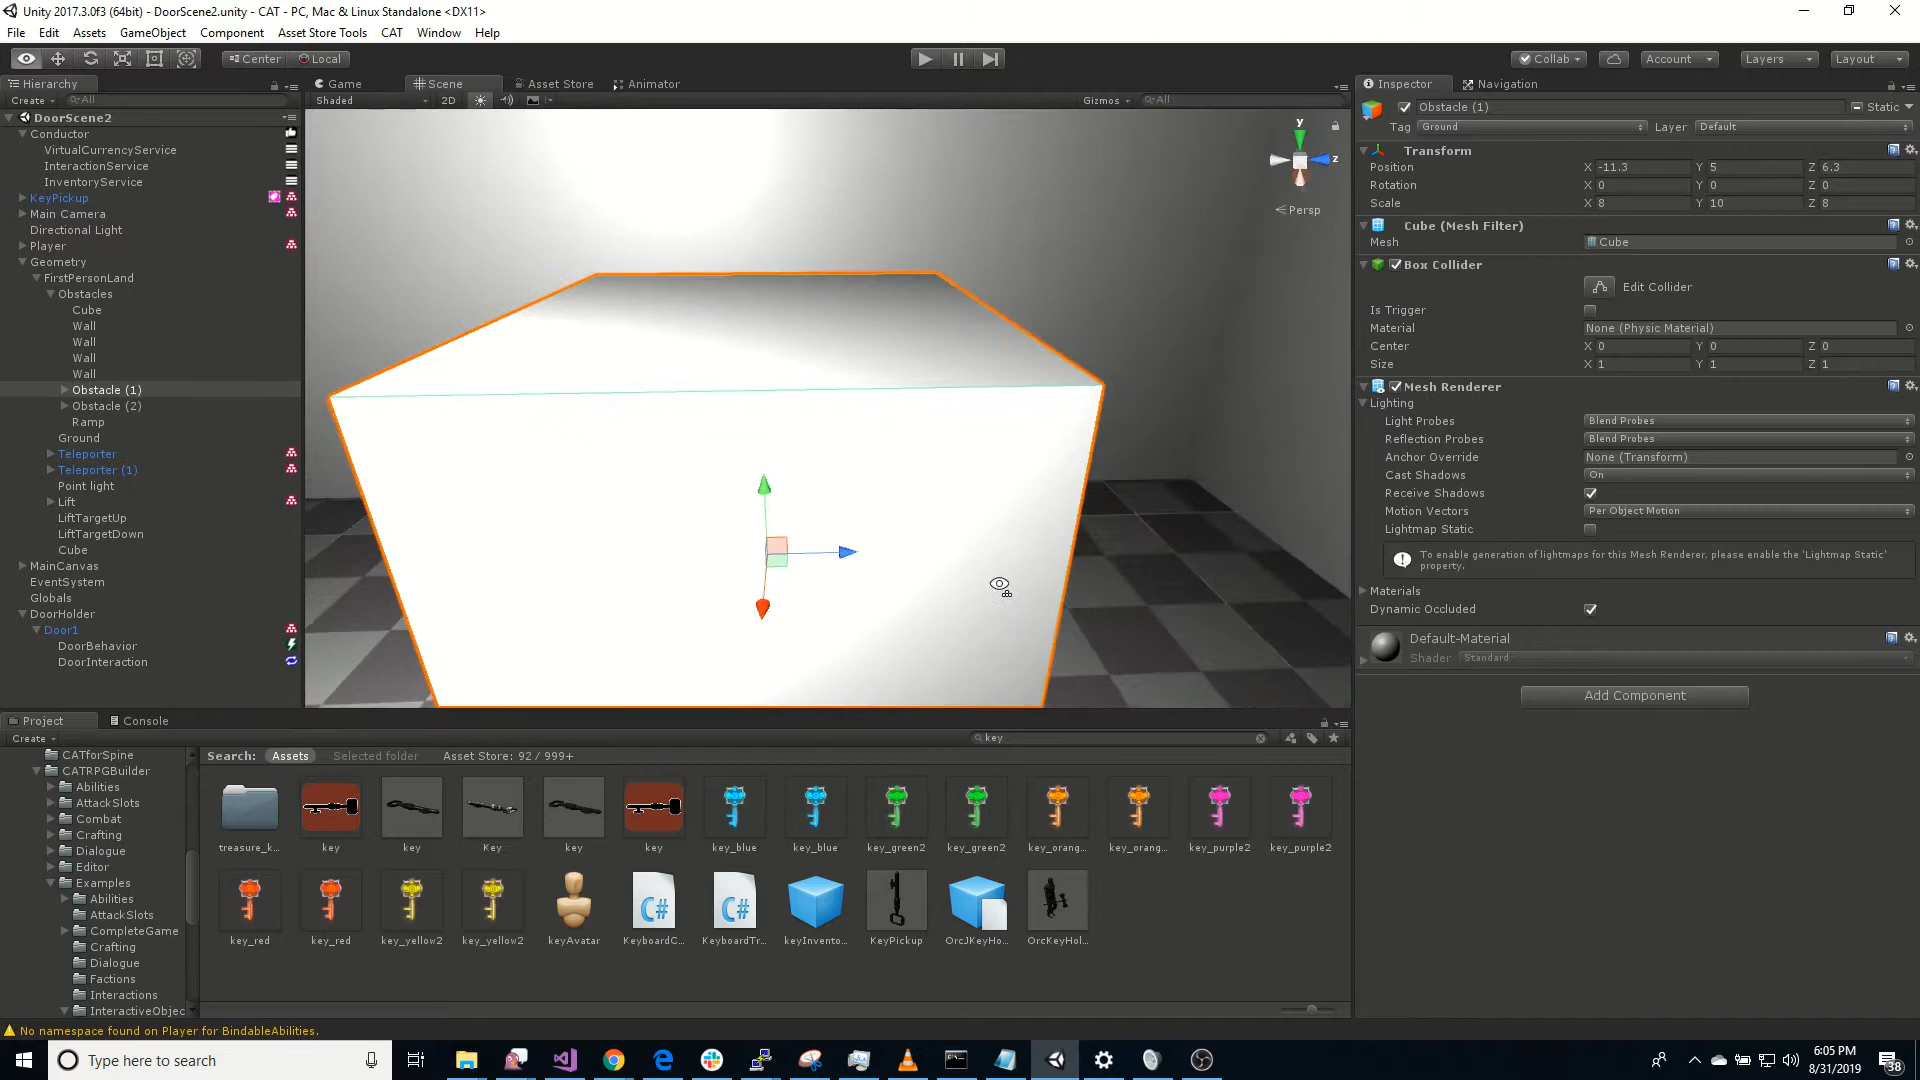 Unity 2017.3.0f3 (64bit) - DoorScene2.unity - CAT - PC, Mac & Linux Standalone <DX11>
File Edit Assets GameObject Component Asset Store Tools CAT Window Help
Center Local Collab Account Layers Layout
Hierarchy
Create All
DoorScene2
Conductor
VirtualCurrencyService
InteractionService
InventoryService
KeyPickup
Main Camera
Directional Light
Player
Geometry
FirstPersonLand
Obstacles
Cube
Wall
Wall
Wall
Wall
Obstacle (1)
Obstacle (2)
Ramp
Ground
Teleporter
Teleporter (1)
Point light
Lift
LiftTargetUp
LiftTargetDown
Cube
MainCanvas
EventSystem
Globals
DoorHolder
Door1
DoorBehavior
DoorInteraction
Game Scene Asset Store Animator
Shaded 2D Gizmos All
y
z
Persp
Inspector Navigation
Obstacle (1) Static
Tag Ground Layer Default
Transform
Position X -11.3 Y 5 Z 6.3
Rotation X 0 Y 0 Z 0
Scale X 8 Y 10 Z 8
Cube (Mesh Filter)
Mesh Cube
Box Collider
Edit Collider
Is Trigger
Material None (Physic Material)
Center X 0 Y 0 Z 0
Size X 1 Y 1 Z 1
Mesh Renderer
Lighting
Light Probes Blend Probes
Reflection Probes Blend Probes
Anchor Override None (Transform)
Cast Shadows On
Receive Shadows
Motion Vectors Per Object Motion
Lightmap Static
To enable generation of lightmaps for this Mesh Renderer, please enable the 'Lightmap Static'
property.
Materials
Dynamic Occluded
Default-Material
Shader Standard
Add Component
Project Console
Create key
CATforSpine
CATRPGBuilder
Abilities
AttackSlots
Combat
Crafting
Dialogue
Editor
Examples
Abilities
AttackSlots
CompleteGame
Crafting
Dialogue
Factions
Interactions
InteractiveObjec
Search: Assets Selected folder Asset Store: 92 / 999+
treasure_k... key key Key key key key_blue key_blue key_green2 key_green2 key_orang... key_orang... key_purple2 key_purple2
C# C#
key_red key_red key_yellow2 key_yellow2 keyAvatar KeyboardC... KeyboardTr... keyInvento... KeyPickup OrcJKeyHo... OrcKeyHol...
No namespace found on Player for BindableAbilities.
Type here to search
6:05 PM
8/31/2019
38